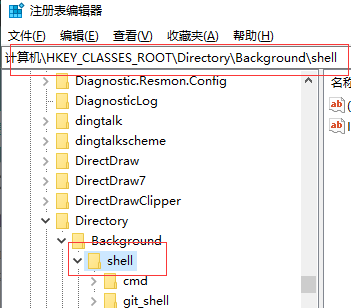 注册表编辑器
文件(F) 编辑(E) 查看(V) 收藏夹(A) 帮助(H)
计算机\HKEY_CLASSES_ROOT\Directory\Background\shell
Diagnostic.Resmon.Config
名称
DiagnosticLog
dingtalk
dingtalkscheme
DirectDraw
DirectDraw7
DirectDrawClipper
Directory
Background
shell
cmd
git_shell